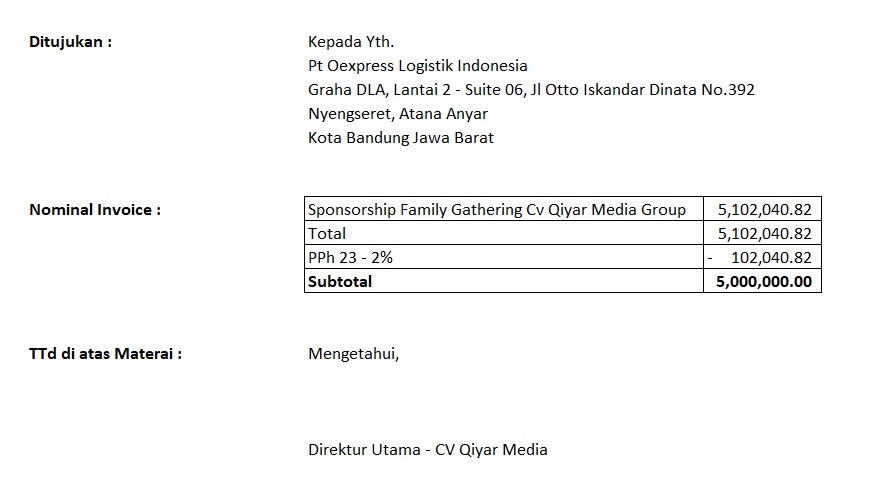 Ditujukan : Kepada Yth.
Pt Oexpress Logistik Indonesia
Graha DLA, Lantai 2 - Suite 06, Jl Otto Iskandar Dinata No.392
Nyengseret, Atana Anyar
Kota Bandung Jawa Barat
Nominal Invoice : Sponsorship Family Gathering Cv Qiyar Media Group 5,102,040.82
Total 5,102,040.82
PPh 23 - 2% - 102,040.82
Subtotal 5,000,000.00
TTd di atas Materai : Mengetahui,
Direktur Utama - CV Qiyar Media